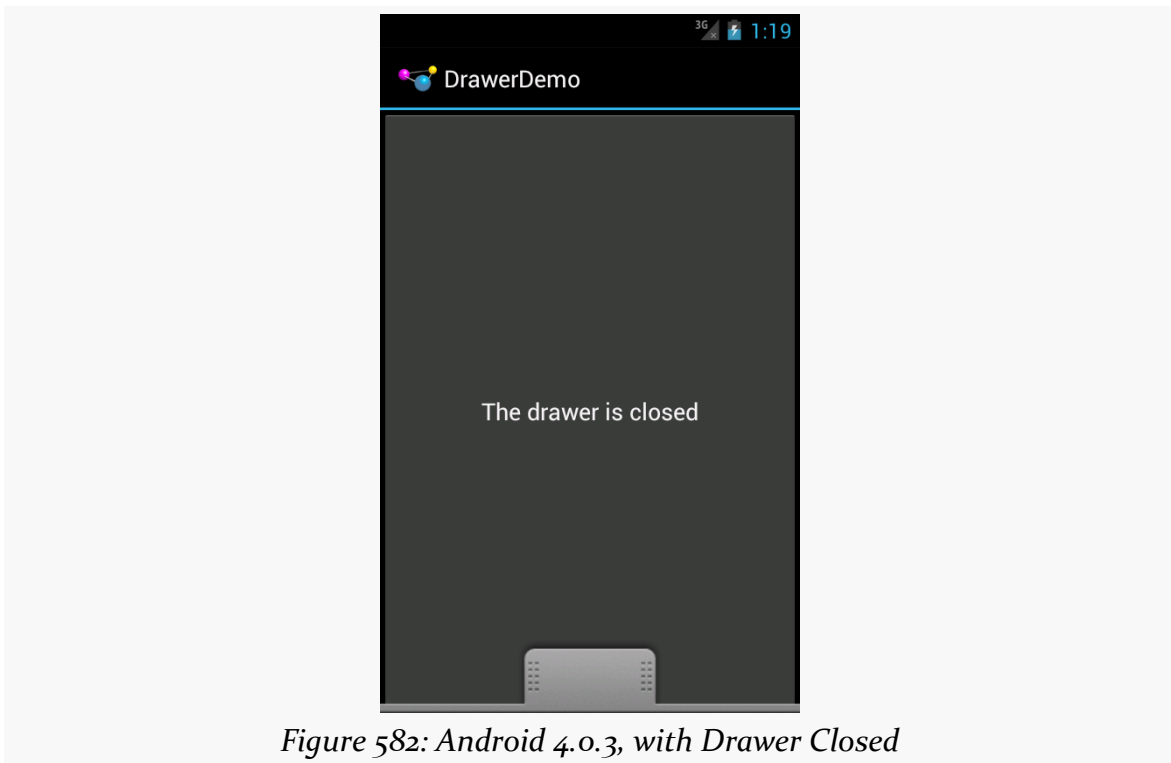 3G 1:19
DrawerDemo
The drawer is closed
Figure 582: Android 4.0.3, with Drawer Closed